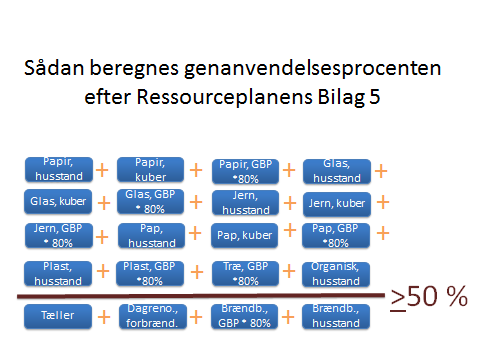 Sådan beregnes genanvendelsesprocenten
efter Ressourceplanens Bilag 5
Papir, husstand + Papir, kuber + Papir, GBP *80% + Glas, husstand +
Glas, kuber + Glas, GBP * 80% + Jern, husstand + Jern, kuber +
Jern, GBP * 80% + Pap, husstand + Pap, kuber + Pap, GBP *80% +
Plast, husstand + Plast, GBP *80% + Træ, GBP *80% + Organisk, husstand
≥50 %
Tæller + Dagreno., forbrænd. + Brændb., GBP * 80% + Brændb., husstand